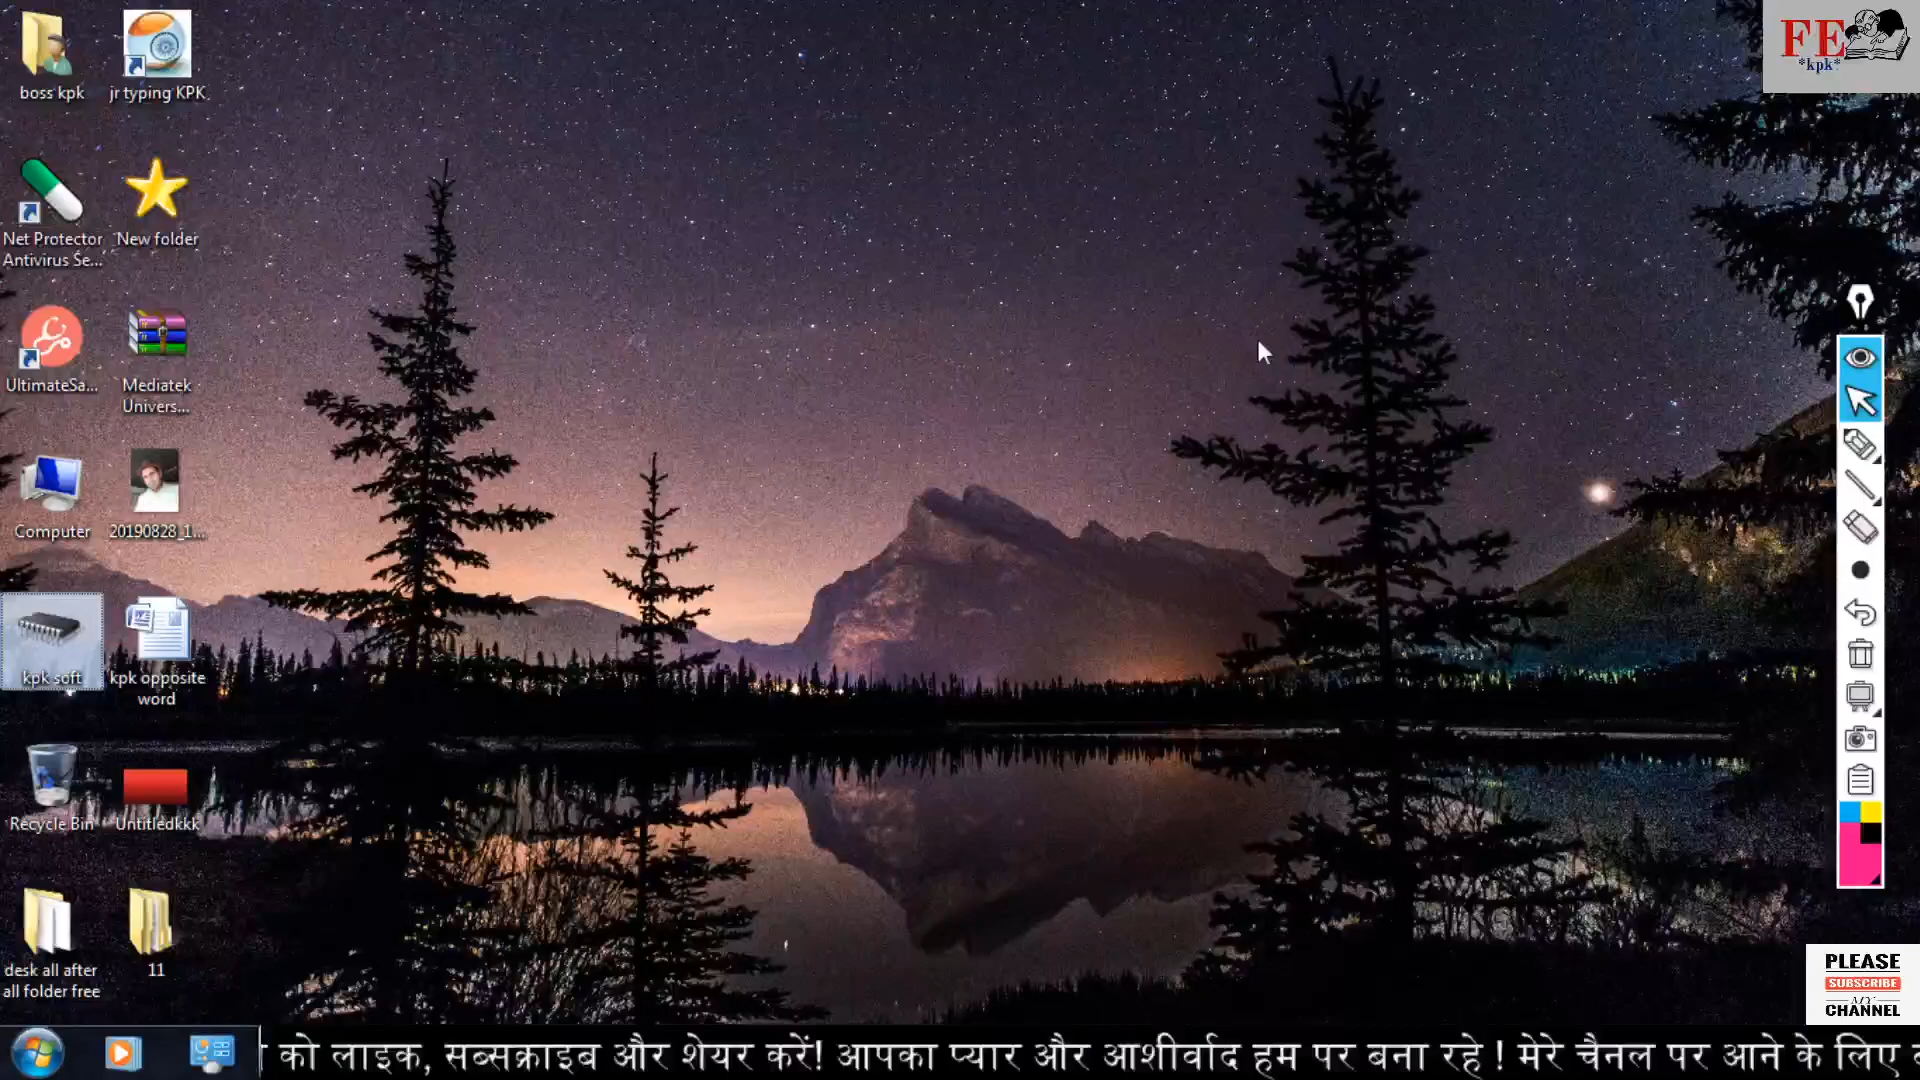 boss kpk
jr typing KPK
FE
*kpk*
Net Protector
Antivirus Se...
New folder
UltimateSa...
Mediatek
Univers...
Computer
20190828_1...
kpk soft
kpk opposite
word
Recycle Bin
Untitledkkk
desk all after
all folder free
11
PLEASE
SUBSCRIBE
MY
CHANNEL
को लाइक, सब्सक्राइब और शेयर करें! आपका प्यार और आशीर्वाद हम पर बना रहे ! मेरे चैनल पर आने के लिए